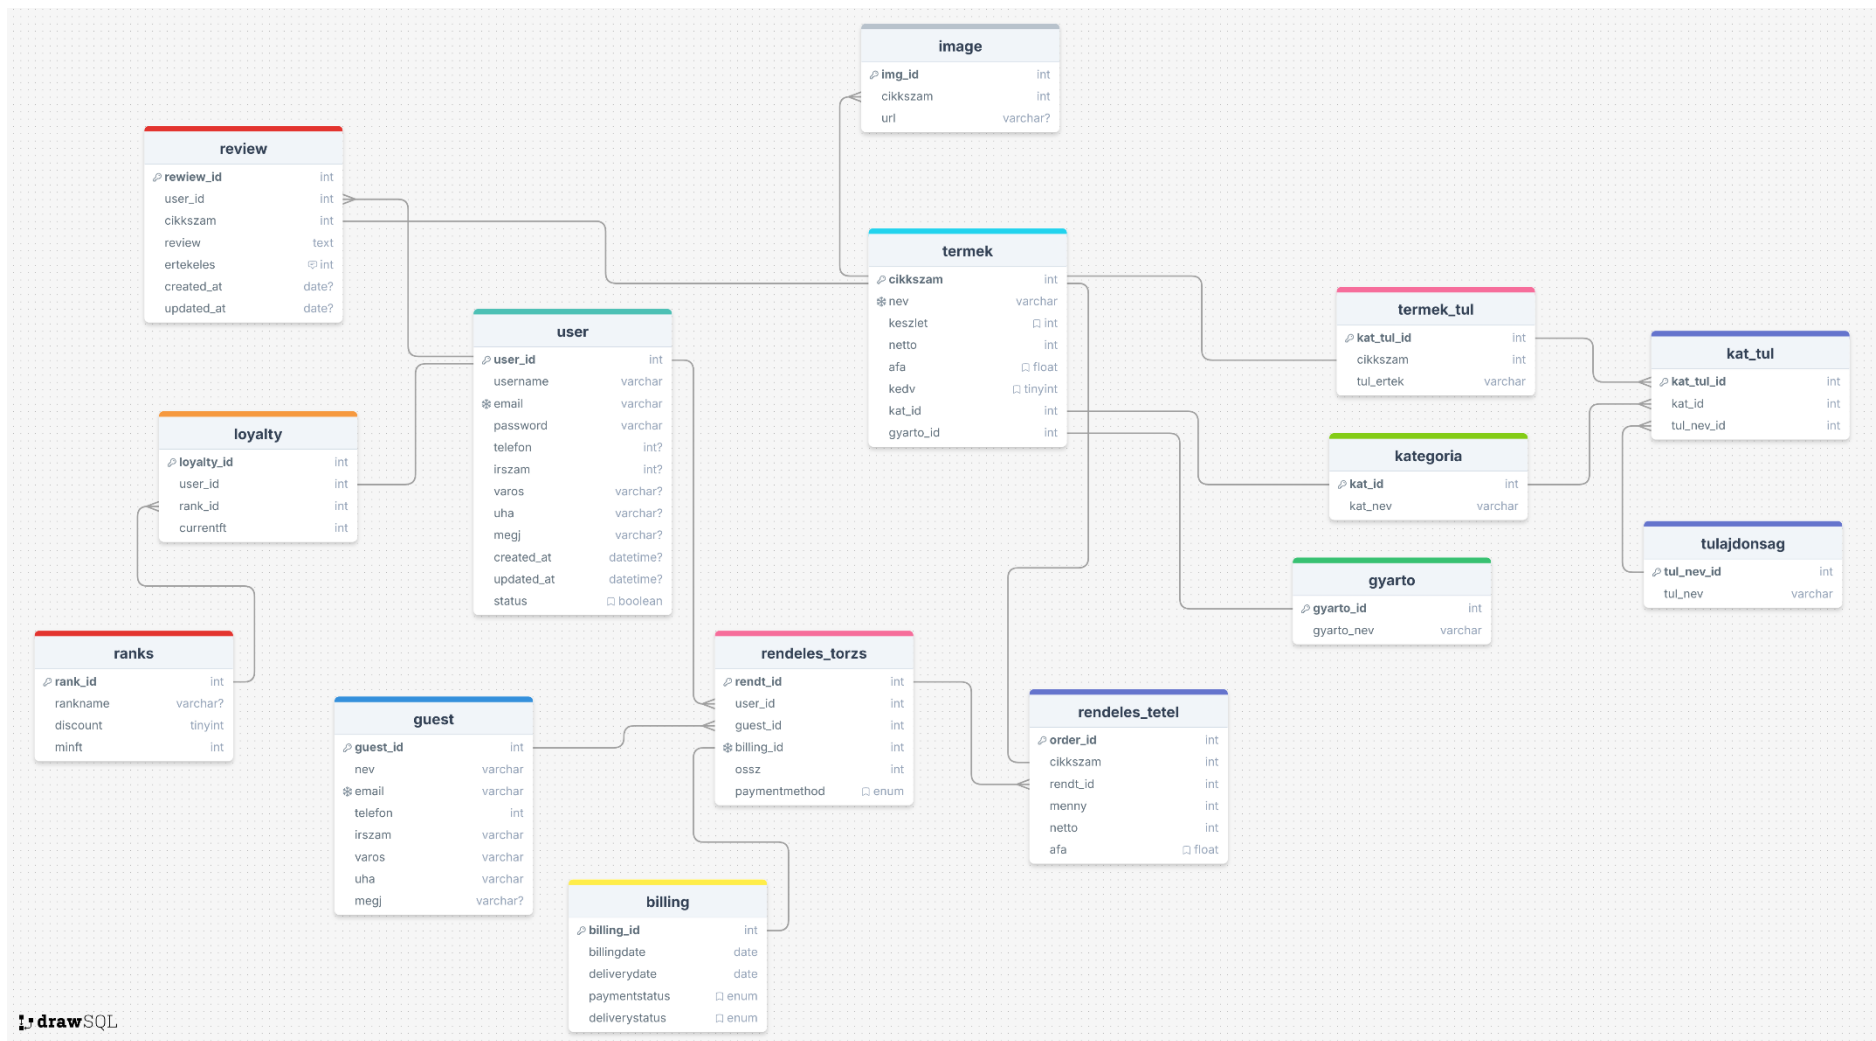 image
img_id int
cikkszam int
url varchar?
review
rewiew_id int
user_id int
cikkszam int
review text
ertekeles int
created_at date?
updated_at date?
termek
cikkszam int
nev varchar
keszlet int
netto int
afa float
kedv tinyint
kat_id int
gyarto_id int
termek_tul
kat_tul_id int
cikkszam int
tul_ertek varchar
kat_tul
kat_tul_id int
kat_id int
tul_nev_id int
user
user_id int
username varchar
email varchar
password varchar
telefon int?
irszam int?
varos varchar?
uha varchar?
megj varchar?
created_at datetime?
updated_at datetime?
status boolean
loyalty
loyalty_id int
user_id int
rank_id int
currentft int
kategoria
kat_id int
kat_nev varchar
tulajdonsag
tul_nev_id int
tul_nev varchar
gyarto
gyarto_id int
gyarto_nev varchar
ranks
rank_id int
rankname varchar?
discount tinyint
minft int
rendeles_torzs
rendt_id int
user_id int
guest_id int
billing_id int
ossz int
paymentmethod enum
guest
guest_id int
nev varchar
email varchar
telefon int
irszam varchar
varos varchar
uha varchar
megj varchar?
rendeles_tetel
order_id int
cikkszam int
rendt_id int
menny int
netto int
afa float
billing
billing_id int
billingdate date
deliverydate date
paymentstatus enum
deliverystatus enum
drawSQL